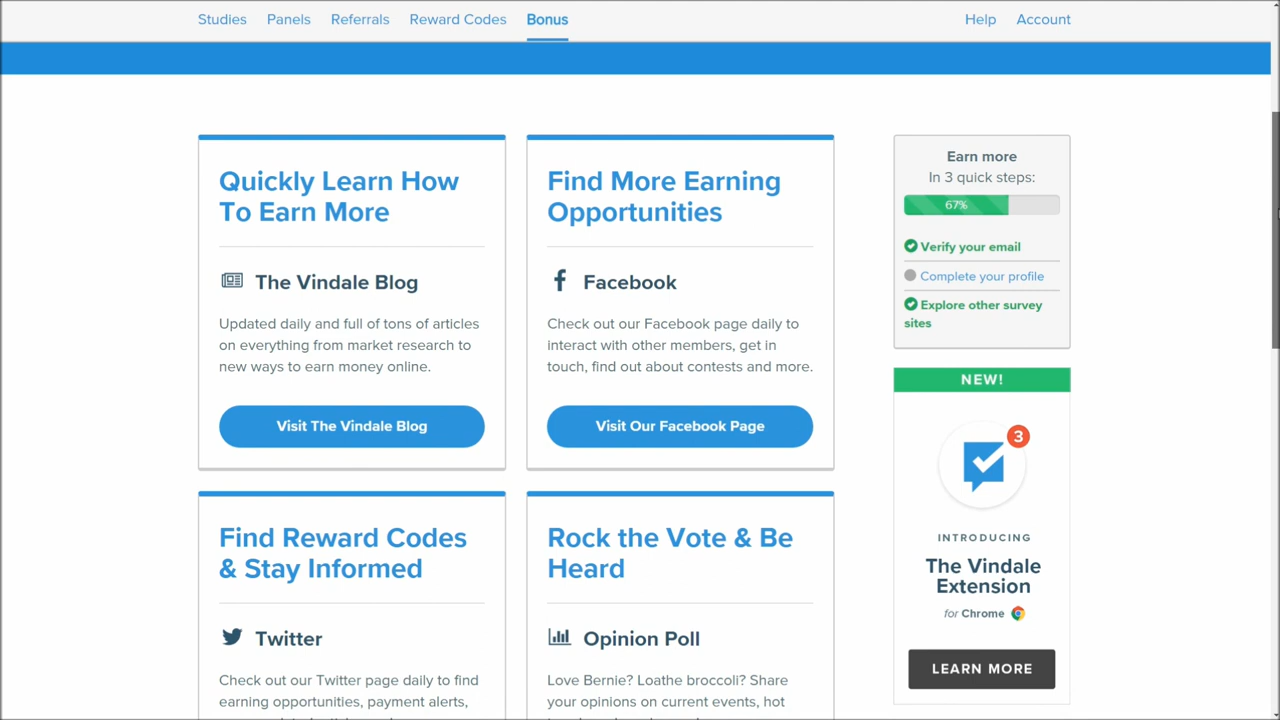 Studies Panels Referrals Reward Codes Bonus Help Account
Quickly Learn How
To Earn More
The Vindale Blog
Updated daily and full of tons of articles
on everything from market research to
new ways to earn money online.
Visit The Vindale Blog
Find More Earning
Opportunities
Facebook
Check out our Facebook page daily to
interact with other members, get in
touch, find out about contests and more.
Visit Our Facebook Page
Find Reward Codes
& Stay Informed
Twitter
Check out our Twitter page daily to find
earning opportunities, payment alerts,
Rock the Vote & Be
Heard
Opinion Poll
Love Bernie? Loathe broccoli? Share
your opinions on current events, hot
Earn more
In 3 quick steps:
67%
Verify your email
Complete your profile
Explore other survey
sites
NEW!
3
INTRODUCING
The Vindale
Extension
for Chrome
LEARN MORE